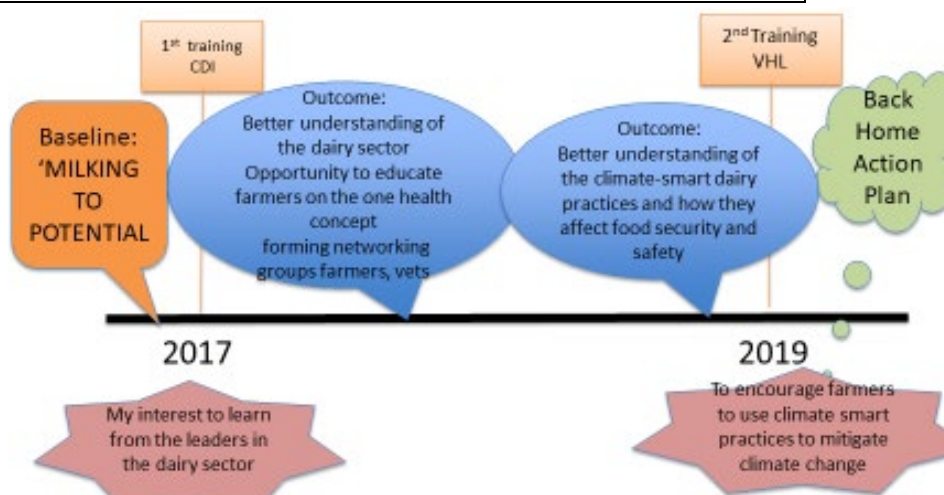 1st training
CDI
2nd Training
VHL
Baseline:
‘MILKING
TO
POTENTIAL
Outcome:
Better understanding of
the dairy sector
Opportunity to educate
farmers on the one health
concept
forming networking
groups farmers, vets
Outcome:
Better understanding of
the climate-smart dairy
practices and how they
affect food security and
safety
Back
Home
Action
Plan
2017
2019
My interest to learn
from the leaders in
the dairy sector
To encourage farmers
to use climate smart
practices to mitigate
climate change